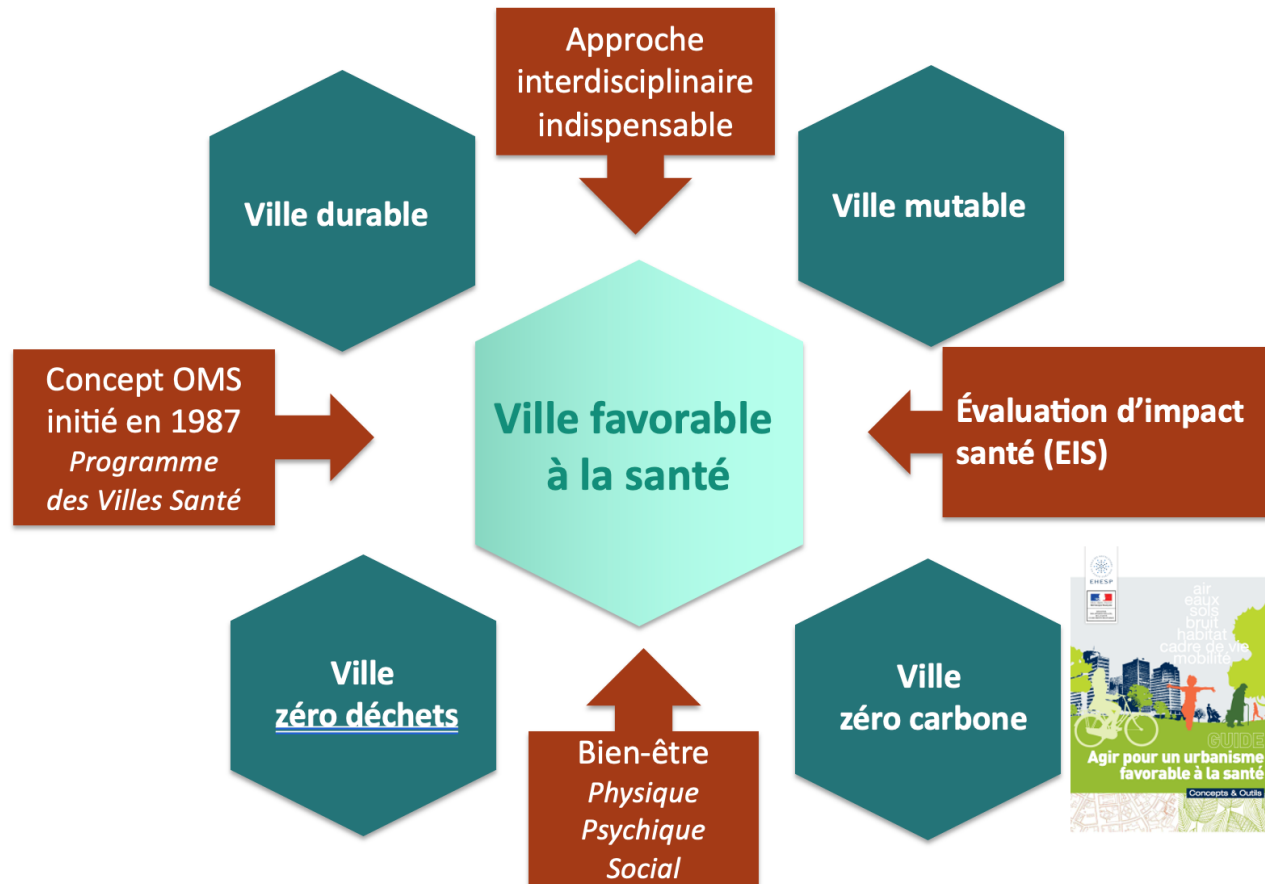 Approche
interdisciplinaire
indispensable
Ville durable
Ville mutable
Concept OMS
initié en 1987
Programme
des Villes Santé
Ville favorable
à la santé
Évaluation d’impact
santé (EIS)
Ville
zéro déchets
Bien-être
Physique
Psychique
Social
Ville
zéro carbone
EHESP
air
eaux
sols
bruit
habitat
cadre de vie
mobilité
GUIDE
Agir pour un urbanisme
favorable à la santé
Concepts & Outils